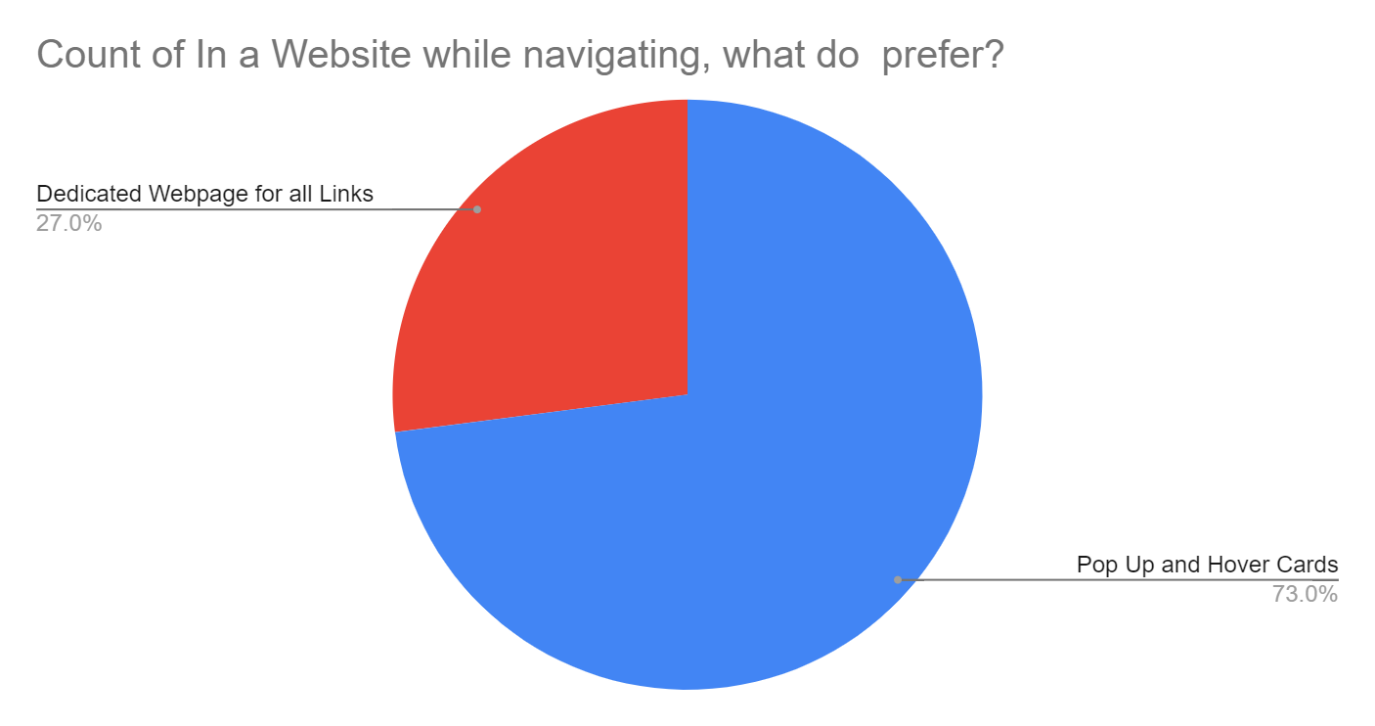 Count of In a Website while navigating, what do  prefer?
Dedicated Webpage for all Links
27.0%
Pop Up and Hover Cards
73.0%